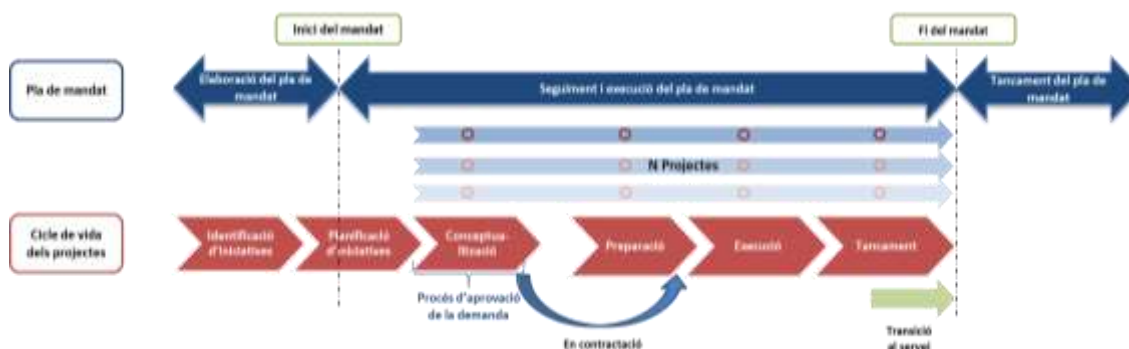 Inici del mandat
Fi del mandat
Pla de mandat
Elaboració del pla de
mandat
Seguiment i execució del pla de mandat
Tancament del pla de
mandat
N Projectes
Cicle de vida
dels projectes
Identificació
d'iniciatives
Planificació
d'iniciatives
Conceptua-
lització
Preparació
Execució
Tancament
Procés d'aprovació
de la demanda
En contractació
Transició
al servei